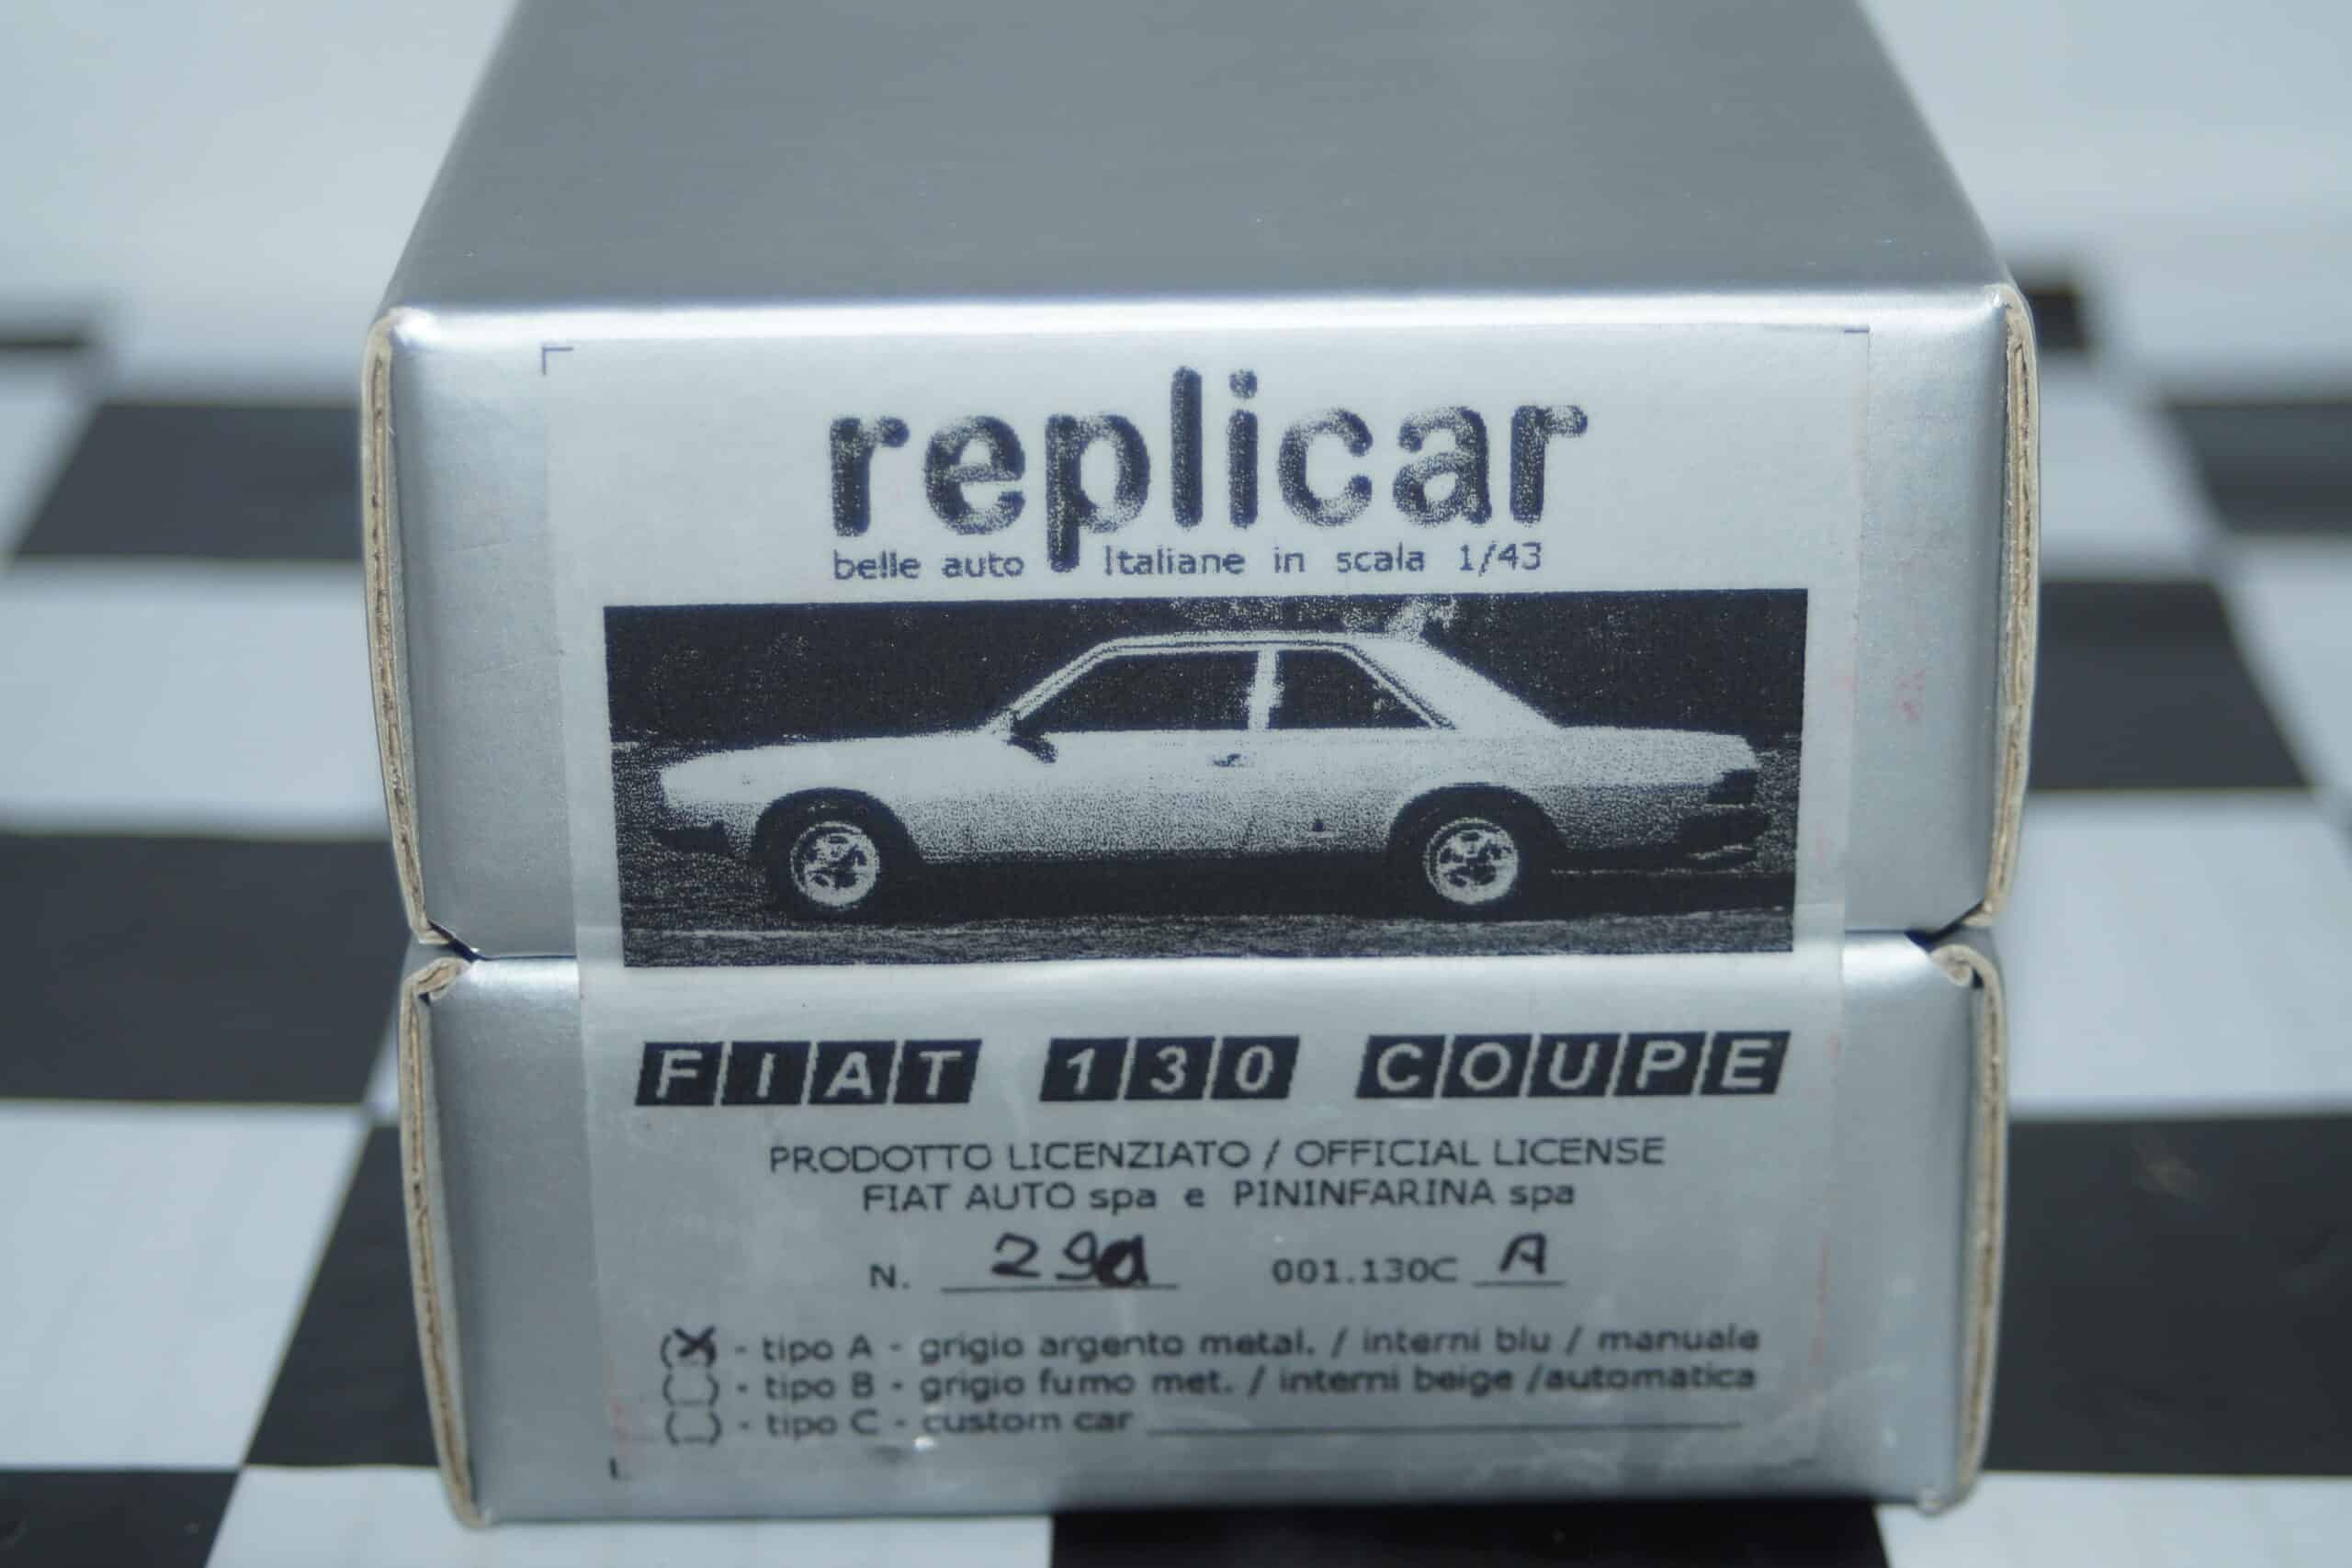 replicar
belle auto Italiane in scala 1/43
FIAT 130 COUPE
PRODOTTO LICENZIATO / OFFICIAL LICENSE
FIAT AUTO spa e PININFARINA spa
N. 29a 001.130C A
(X) - tipo A - grigio argento metal. / interni blu / manuale
(_) - tipo B - grigio fumo met. / interni beige /automatica
(_) - tipo C - custom car